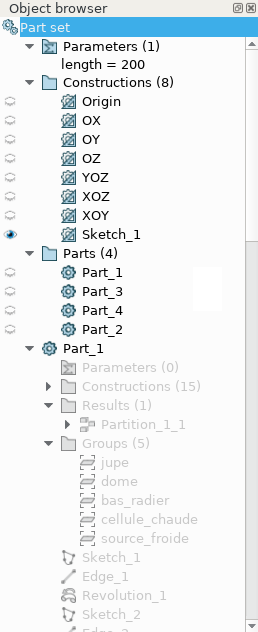 Object browser
Part set
Parameters (1)
length = 200
Constructions (8)
Origin
OX
OY
OZ
YOZ
XOZ
XOY
Sketch_1
Parts (4)
Part_1
Part_3
Part_4
Part_2
Part_1
Parameters (0)
Constructions (15)
Results (1)
Partition_1_1
Groups (5)
jupe
dome
bas_radier
cellule_chaude
source_froide
Sketch_1
Edge_1
Revolution_1
Sketch_2